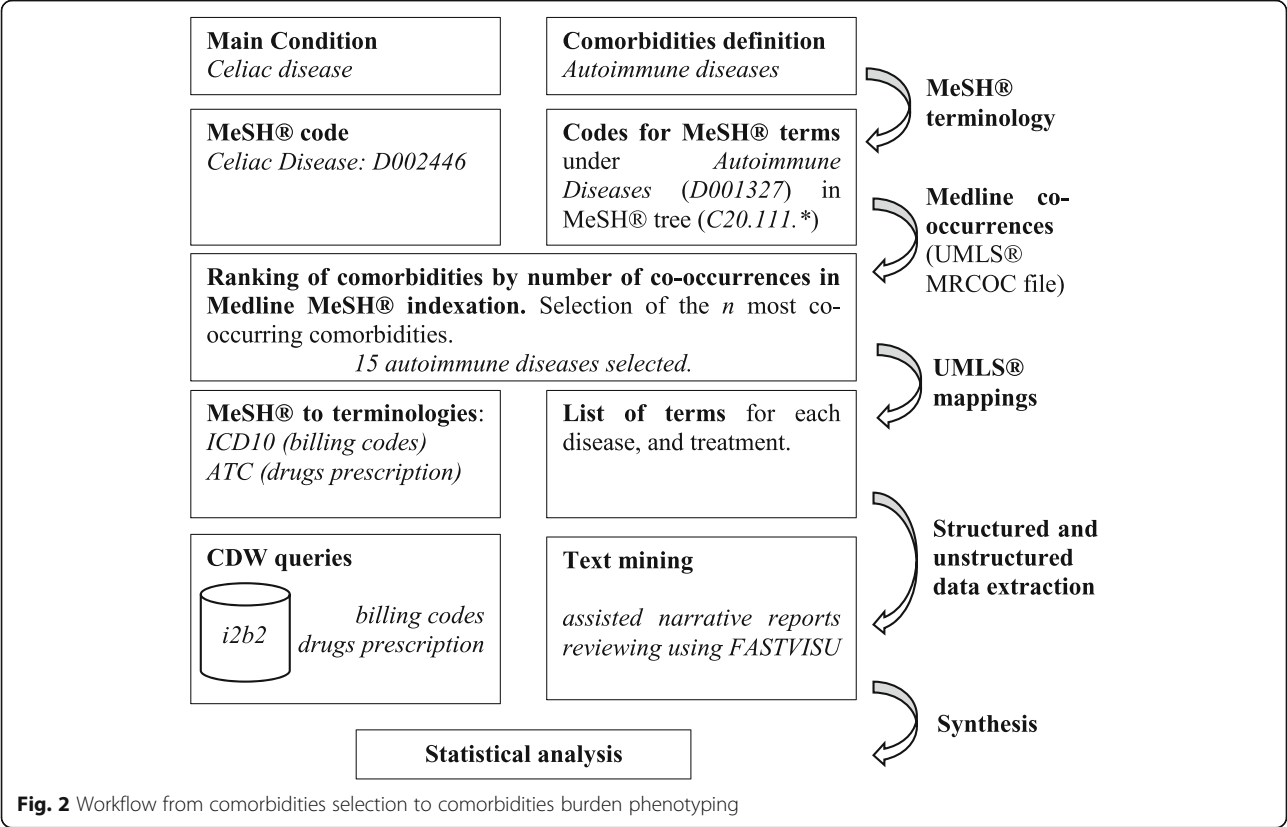 Main Condition
Celiac disease
Comorbidities definition
Autoimmune diseases
MeSH®
terminology
MeSH® code
Celiac Disease: D002446
Codes for MeSH® terms
under Autoimmune
Diseases (D001327) in
MeSH® tree (C20.111.*)
Medline co-
occurrences
(UMLS®
MRCOC file)
Ranking of comorbidities by number of co-occurrences in
Medline MeSH® indexation. Selection of the n most co-
occurring comorbidities.
15 autoimmune diseases selected.
UMLS®
mappings
MeSH® to terminologies:
ICD10 (billing codes)
ATC (drugs prescription)
List of terms for each
disease, and treatment.
Structured and
unstructured
data extraction
CDW queries
i2b2
billing codes
drugs prescription
Text mining
assisted narrative reports
reviewing using FASTVISU
Synthesis
Statistical analysis
Fig. 2 Workflow from comorbidities selection to comorbidities burden phenotyping